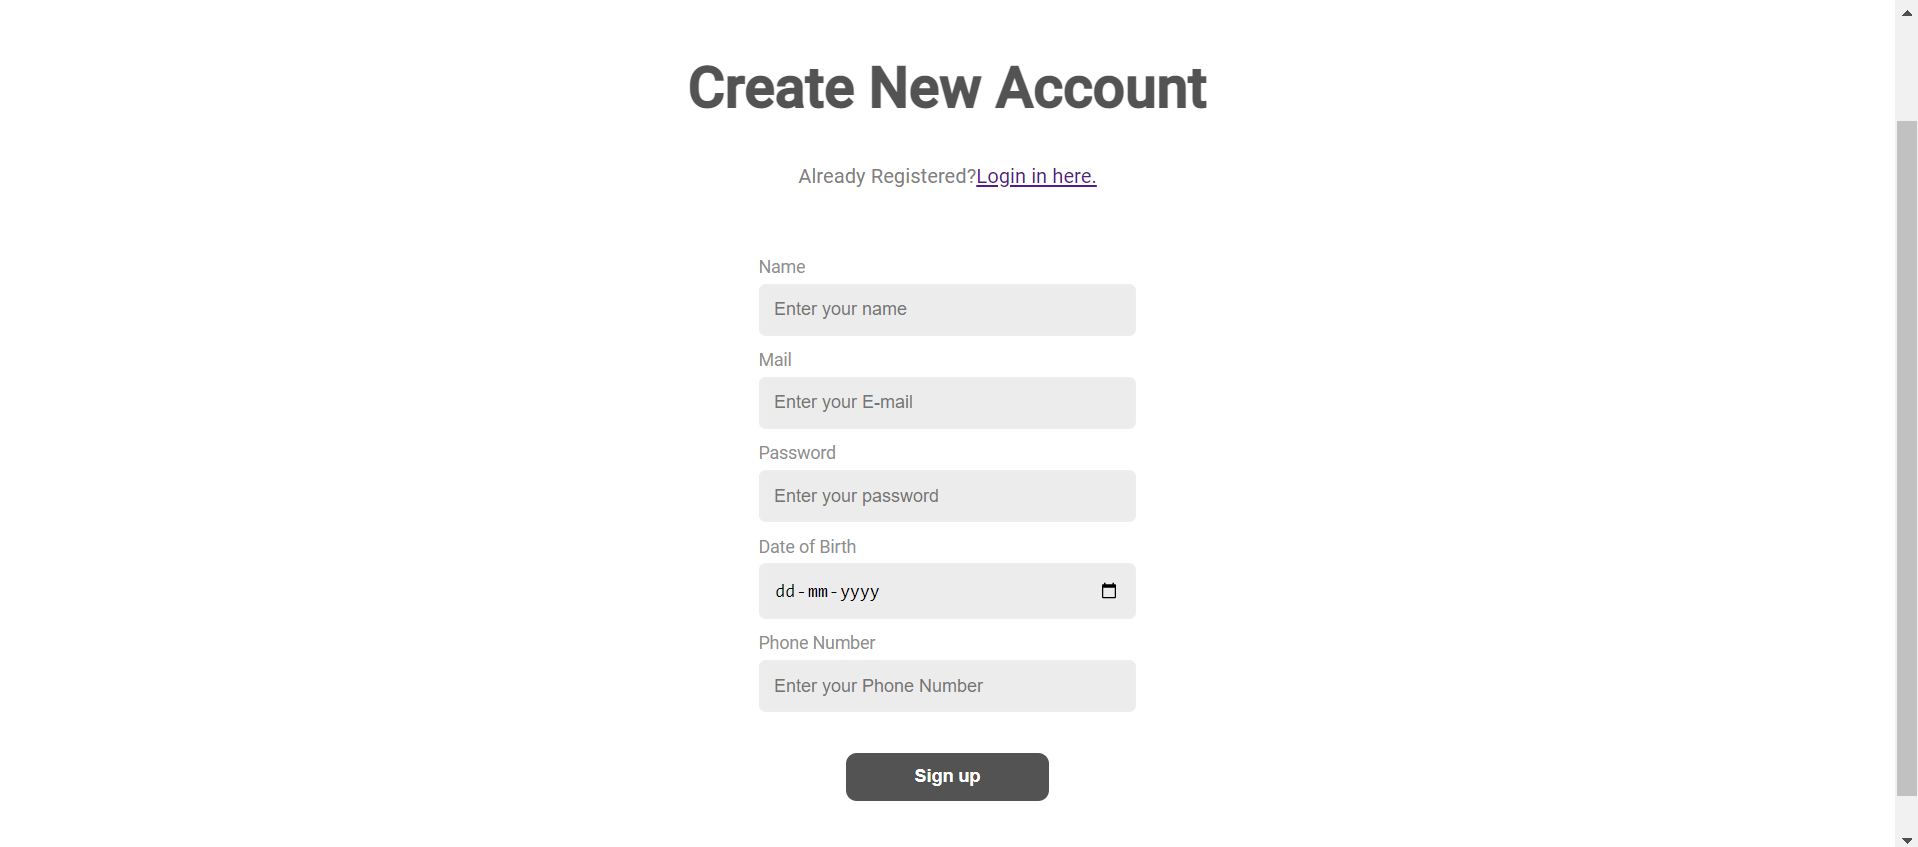 Create New Account
Already Registered?Login in here.
Name
Enter your name
Mail
Enter your E-mail
Password
Enter your password
Date of Birth
dd-mm-yyyy
Phone Number
Enter your Phone Number
Sign up